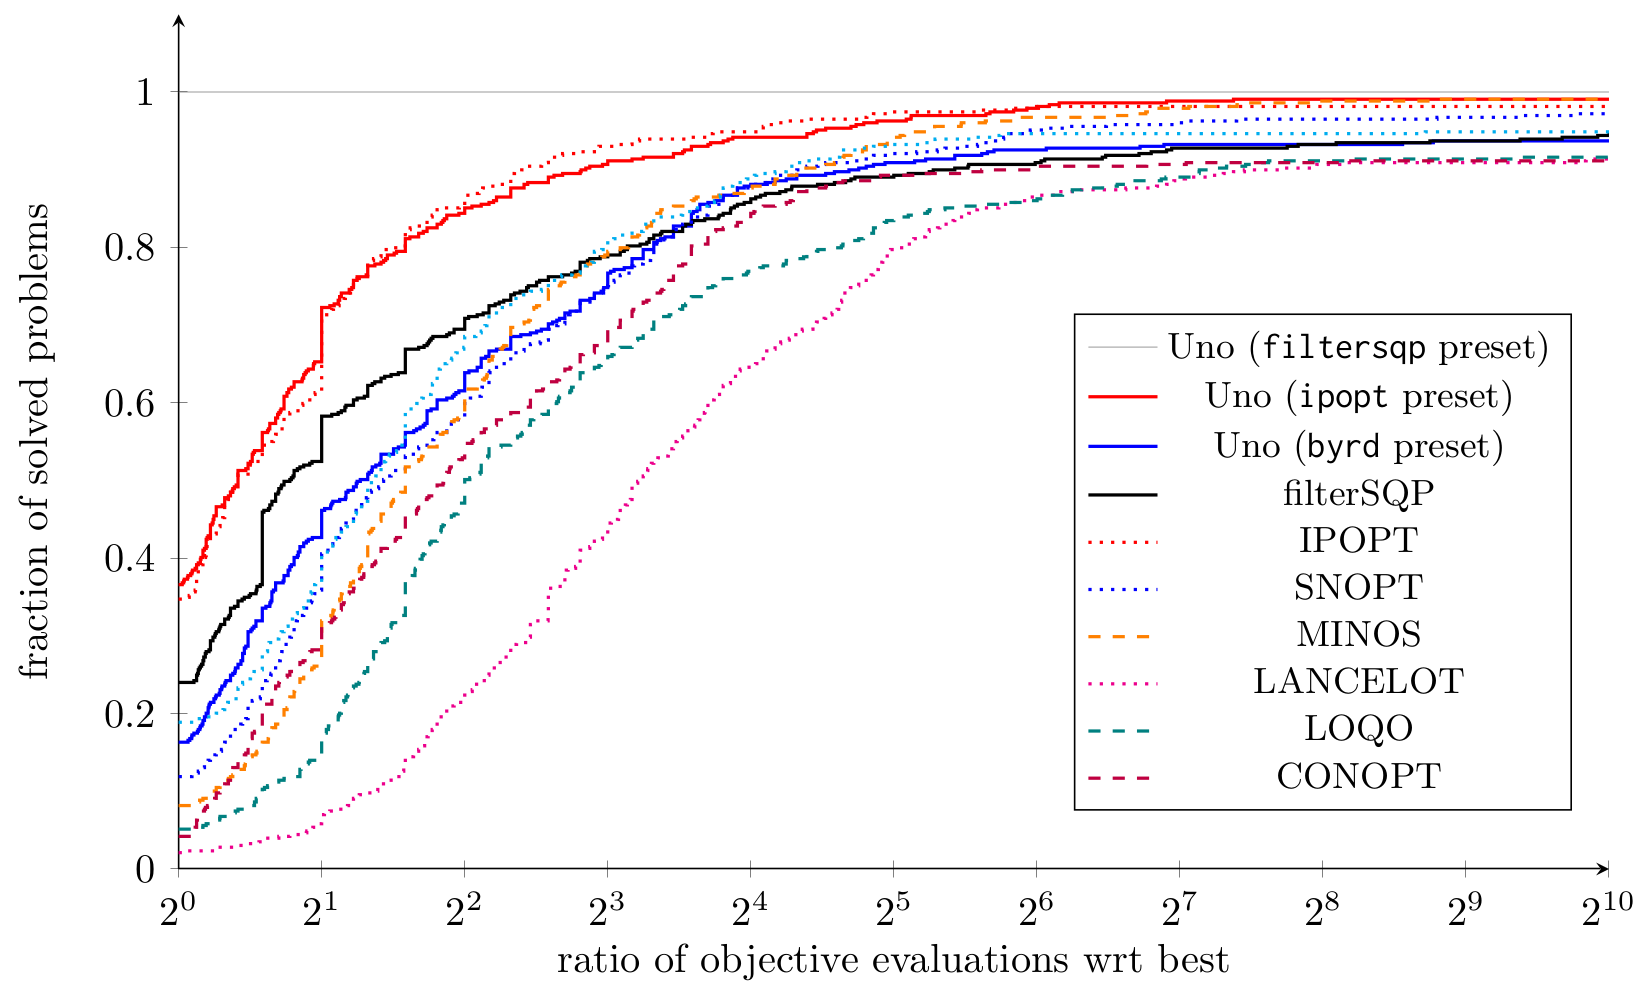 1
0.8
0.6
0.4
0.2
0
fraction of solved problems
2^0 2^1 2^2 2^3 2^4 2^5 2^6 2^7 2^8 2^9 2^10
ratio of objective evaluations wrt best
Uno (filtersqp preset)
Uno (ipopt preset)
Uno (byrd preset)
filterSQP
IPOPT
SNOPT
MINOS
LANCELOT
LOQO
CONOPT